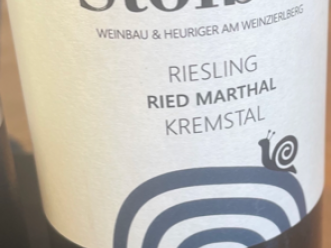 WEINBAU & HEURIGER AM WEINZIERLBERG
RIESLING
RIED MARTHAL
KREMSTAL